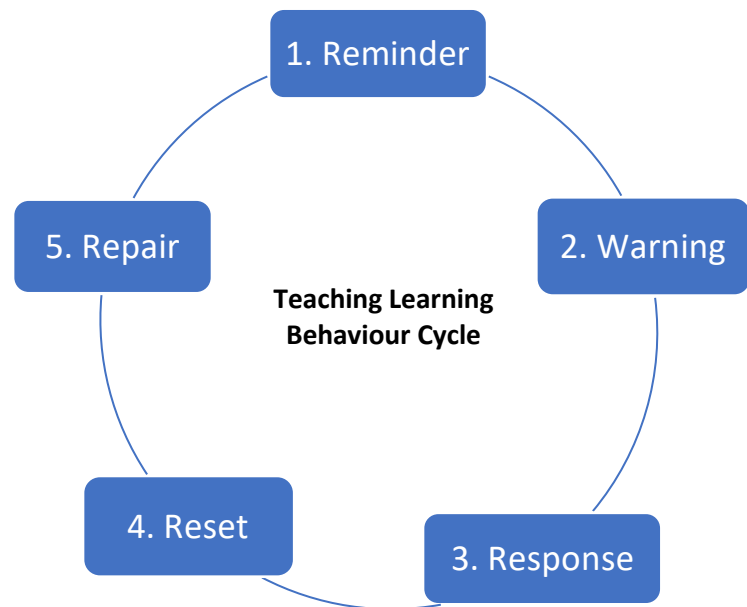 1. Reminder
2. Warning
3. Response
4. Reset
5. Repair
Teaching Learning
Behaviour Cycle